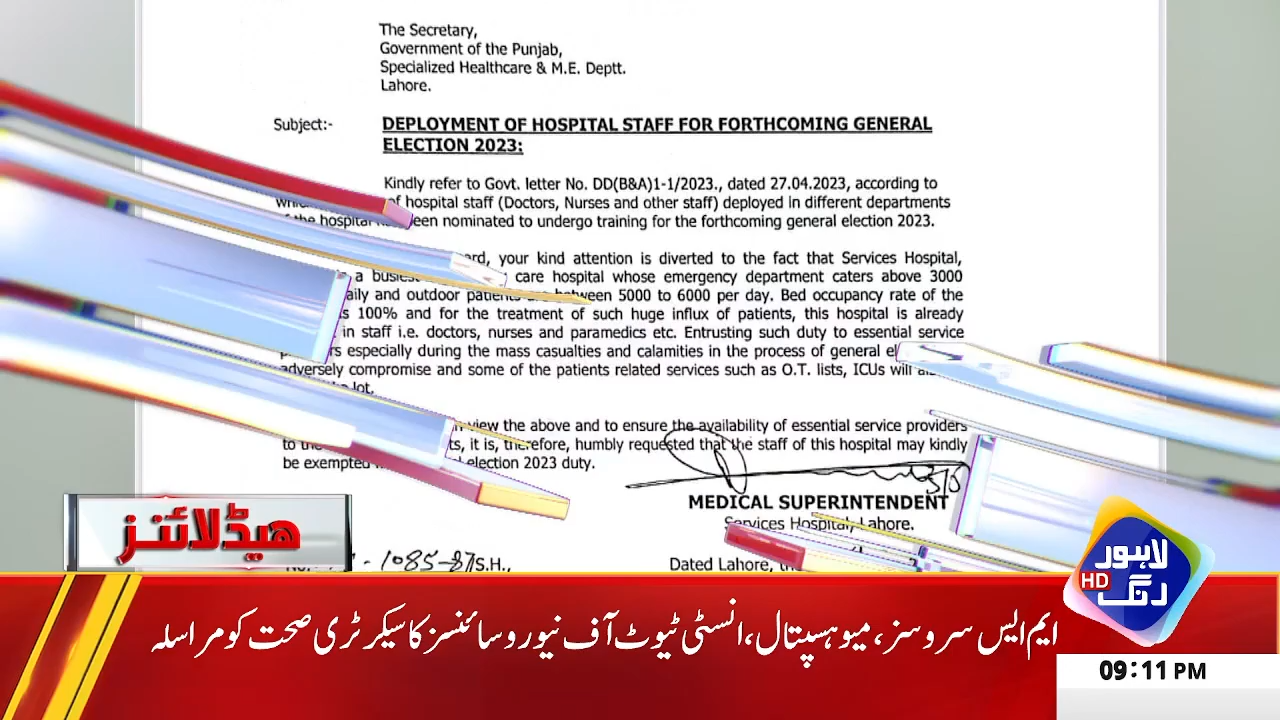 The Secretary,
Government of the Punjab,
Specialized Healthcare & M.E. Deptt.
Lahore.
Subject:- DEPLOYMENT OF HOSPITAL STAFF FOR FORTHCOMING GENERAL
ELECTION 2023:
Kindly refer to Govt. letter No. DD(B&A)1-1/2023., dated 27.04.2023, according to
of hospital staff (Doctors, Nurses and other staff) deployed in different departments
the hospital been nominated to undergo training for the forthcoming general election 2023.
your kind attention is diverted to the fact that Services Hospital,
a care hospital whose emergency department caters above 3000
and outdoor between 5000 to 6000 per day. Bed occupancy rate of the
100% and for the treatment of such huge influx of patients, this hospital is already
in staff i.e. doctors, nurses and paramedics etc. Entrusting such duty to essential service
especially during the mass casualties and calamities in the process of general
adversely compromise and some of the patients related services such as O.T. lists, ICUs will
lot.
view the above and to ensure the availability of essential service providers
to it is, therefore, humbly requested that the staff of this hospital may kindly
be exempted election 2023 duty.
MEDICAL SUPERINTENDENT
Services Hospital, Lahore.
1085-87/S.H., Dated Lahore, the
ھیڈلائنز
لاہور
رنگ
HD
ایم ایس سروسز، میو ہسپتال، انسٹی ٹیوٹ آف نیورو سائنسز کا سیکرٹری صحت کو مراسلہ
09:11 PM